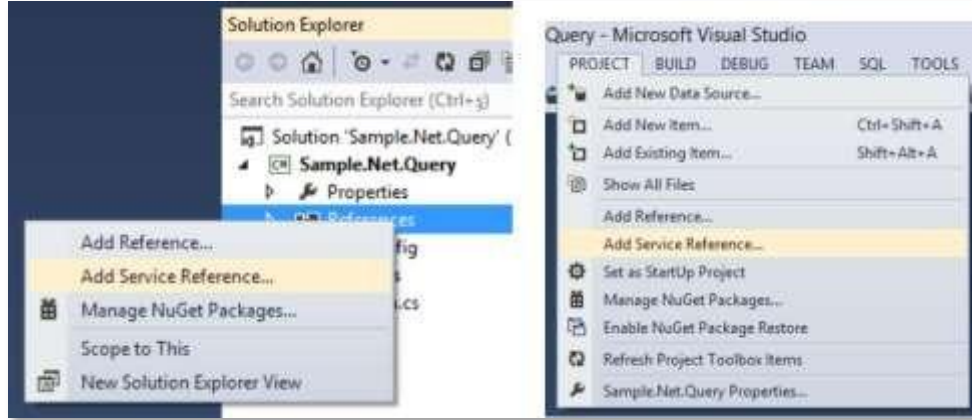 Solution Explorer
Search Solution Explorer (Ctrl+ş)
Solution 'Sample.Net.Query' (
Sample.Net.Query
Properties
References
fig
s
.cs
Add Reference...
Add Service Reference...
Manage NuGet Packages...
Scope to This
New Solution Explorer View
Query - Microsoft Visual Studio
PROJECT BUILD DEBUG TEAM SQL TOOLS
Add New Data Source...
Add New Item... Ctrl+Shift+A
Add Existing Item... Shift+Alt+A
Show All Files
Add Reference...
Add Service Reference...
Set as StartUp Project
Manage NuGet Packages...
Enable NuGet Package Restore
Refresh Project Toolbox Items
Sample.Net.Query Properties...